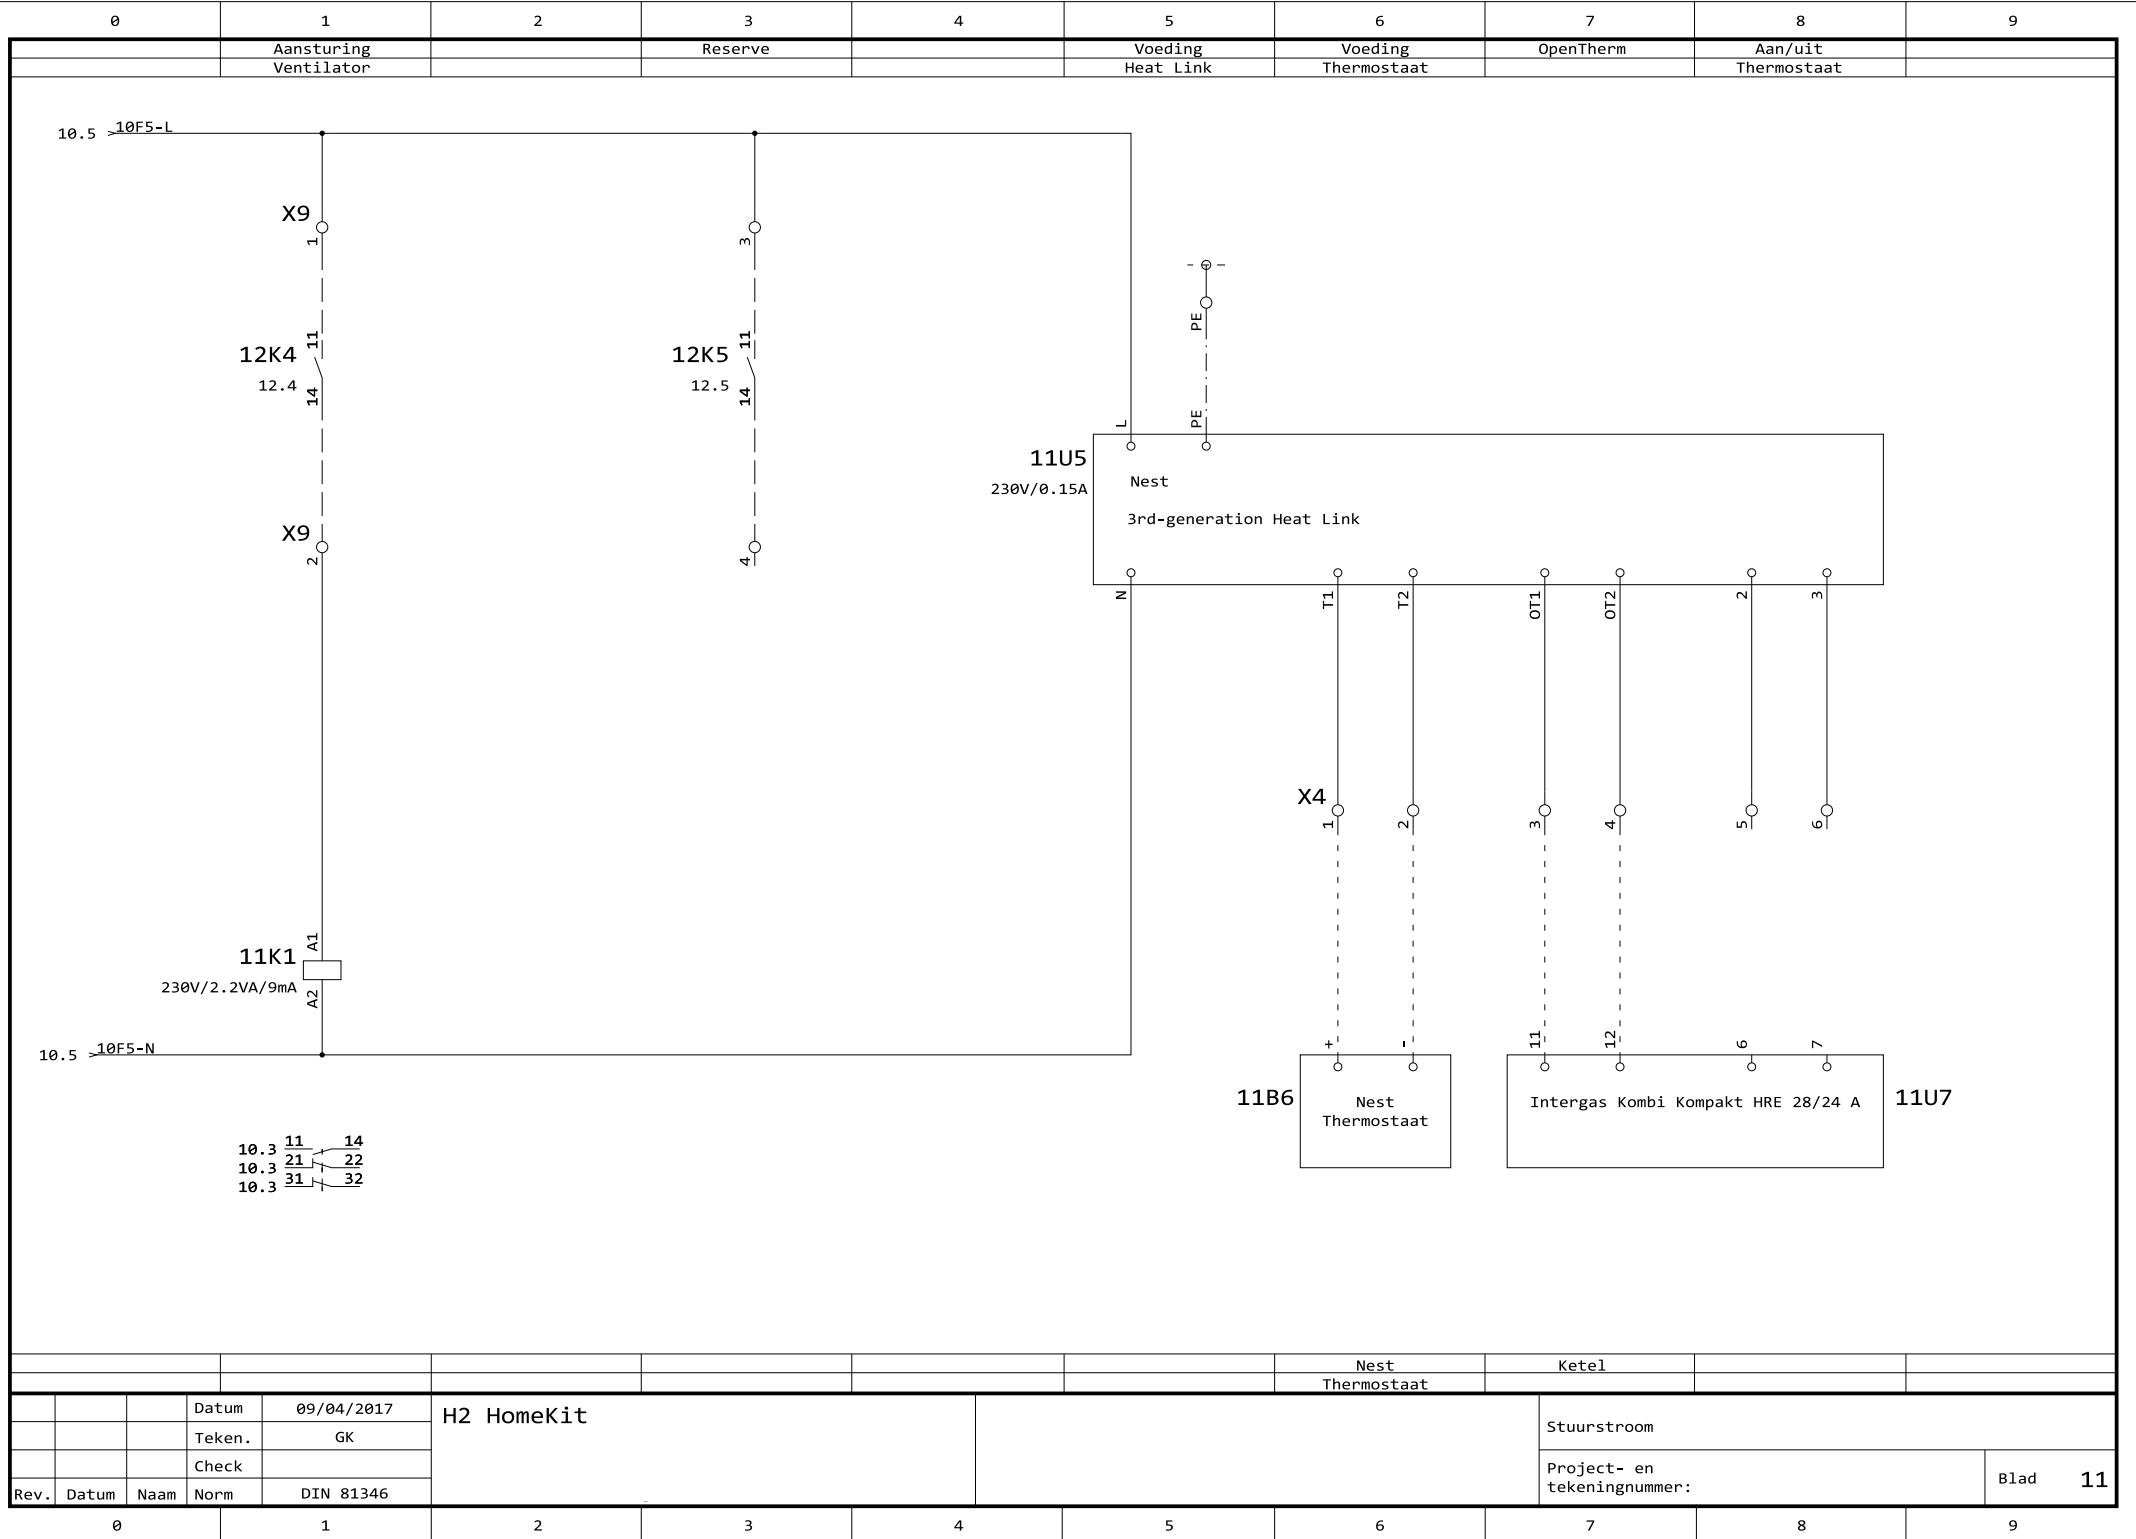 0 1 2 3 4 5 6 7 8 9
Aansturing Reserve Voeding Voeding OpenTherm Aan/uit
Ventilator Heat Link Thermostaat Thermostaat
10.5 10F5-L
X9
1 3
PE
11 11
12K4 12K5
12.4 12.5
14 14
L PE
11U5
230V/0.15A
Nest
3rd-generation Heat Link
X9
2 4
N T1 T2 OT1 OT2 2 3
X4
1 2 3 4 5 6
A1
11K1
230V/2.2VA/9mA
A2
10.5 10F5-N
+ - 11 12 6 7
11B6
Nest
Thermostaat
Intergas Kombi Kompakt HRE 28/24 A
11U7
10.3 11 14
10.3 21 22
10.3 31 32
Nest Ketel
Thermostaat
Datum 09/04/2017
Teken. GK
Check
Rev. Datum Naam Norm DIN 81346
H2 HomeKit
Stuurstroom
Project- en
tekeningnummer:
Blad 11
0 1 2 3 4 5 6 7 8 9